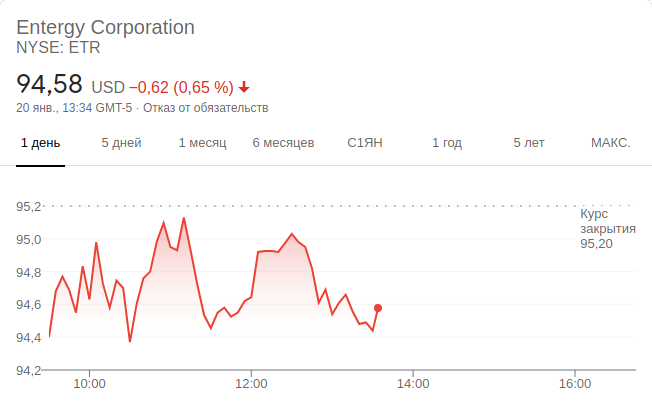 Entergy Corporation
NYSE: ETR
94,58 USD −0,62 (0,65 %)
20 янв., 13:34 GMT-5 · Отказ от обязательств
1 день 5 дней 1 месяц 6 месяцев С1ЯН 1 год 5 лет МАКС.
95,2
Курс
закрытия
95,20
95,0
94,8
94,6
94,4
94,2
10:00 12:00 14:00 16:00